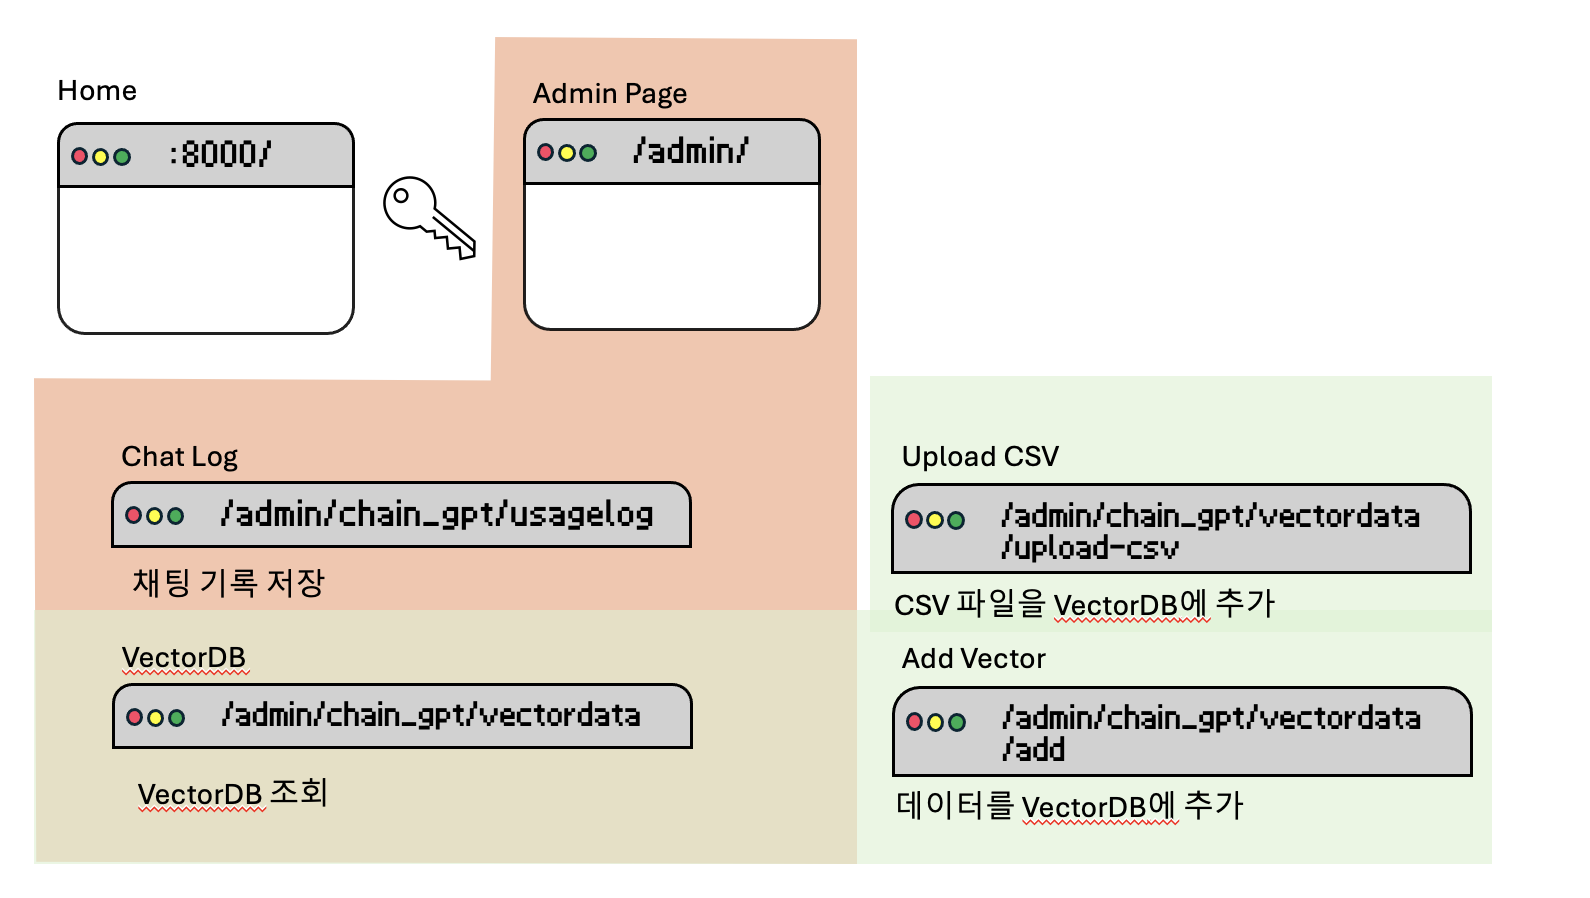 Home
:8000/
Admin Page
/admin/
Chat Log
/admin/chain_gpt/usagelog
채팅 기록 저장
Upload CSV
/admin/chain_gpt/vectordata
/upload-csv
CSV 파일을 VectorDB에 추가
VectorDB
/admin/chain_gpt/vectordata
VectorDB 조회
Add Vector
/admin/chain_gpt/vectordata
/add
데이터를 VectorDB에 추가